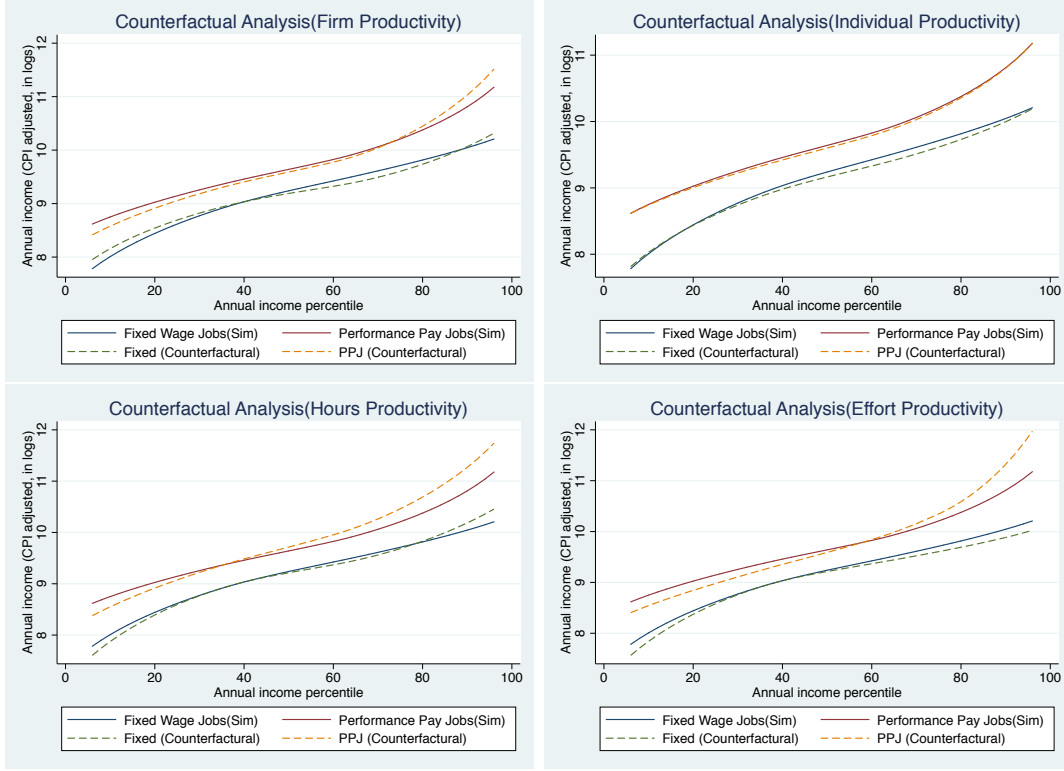 Counterfactual Analysis(Firm Productivity)
Annual income (CPI adjusted, in logs)
12
11
10
9
8
0 20 40 60 80 100
Annual income percentile
Fixed Wage Jobs(Sim) Performance Pay Jobs(Sim)
Fixed (Counterfactural) PPJ (Counterfactural)
Counterfactual Analysis(Individual Productivity)
Annual income (CPI adjusted, in logs)
11
10
9
8
0 20 40 60 80 100
Annual income percentile
Fixed Wage Jobs(Sim) Performance Pay Jobs(Sim)
Fixed (Counterfactural) PPJ (Counterfactural)
Counterfactual Analysis(Hours Productivity)
Annual income (CPI adjusted, in logs)
12
11
10
9
8
0 20 40 60 80 100
Annual income percentile
Fixed Wage Jobs(Sim) Performance Pay Jobs(Sim)
Fixed (Counterfactural) PPJ (Counterfactural)
Counterfactual Analysis(Effort Productivity)
Annual income (CPI adjusted, in logs)
12
11
10
9
8
0 20 40 60 80 100
Annual income percentile
Fixed Wage Jobs(Sim) Performance Pay Jobs(Sim)
Fixed (Counterfactural) PPJ (Counterfactural)